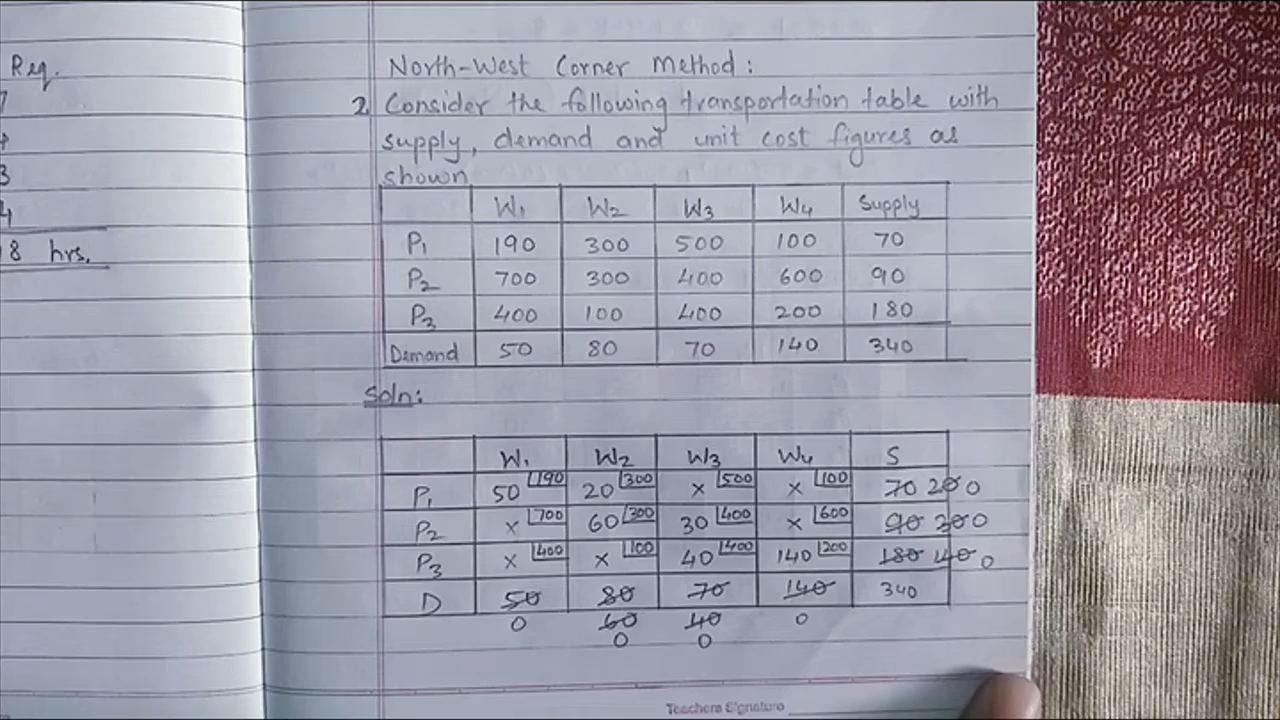 Req.
3
4
8 hrs.
North-West Corner Method:
2. Consider the following transportation table with
supply, demand and unit cost figures as
shown
W1 W2 W3 W4 Supply
P1 190 300 500 100 70
P2 700 300 400 600 90
P3 400 100 400 200 180
Demand 50 80 70 140 340
Soln:
W1 W2 W3 W4 S
P1 50 190 20 300 x 500 x 100 70 20 0
P2 x 700 60 300 30 400 x 600 90 30 0
P3 x 400 x 100 40 400 140 200 180 40 0
D 50 80 70 140 340
0 60 40 0
0 0
Teachers Signature